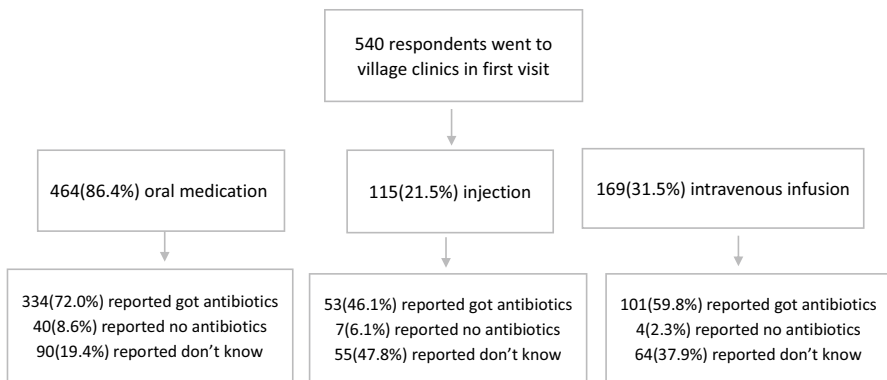 540 respondents went to
village clinics in first visit
464(86.4%) oral medication
115(21.5%) injection
169(31.5%) intravenous infusion
334(72.0%) reported got antibiotics
40(8.6%) reported no antibiotics
90(19.4%) reported don’t know
53(46.1%) reported got antibiotics
7(6.1%) reported no antibiotics
55(47.8%) reported don’t know
101(59.8%) reported got antibiotics
4(2.3%) reported no antibiotics
64(37.9%) reported don’t know